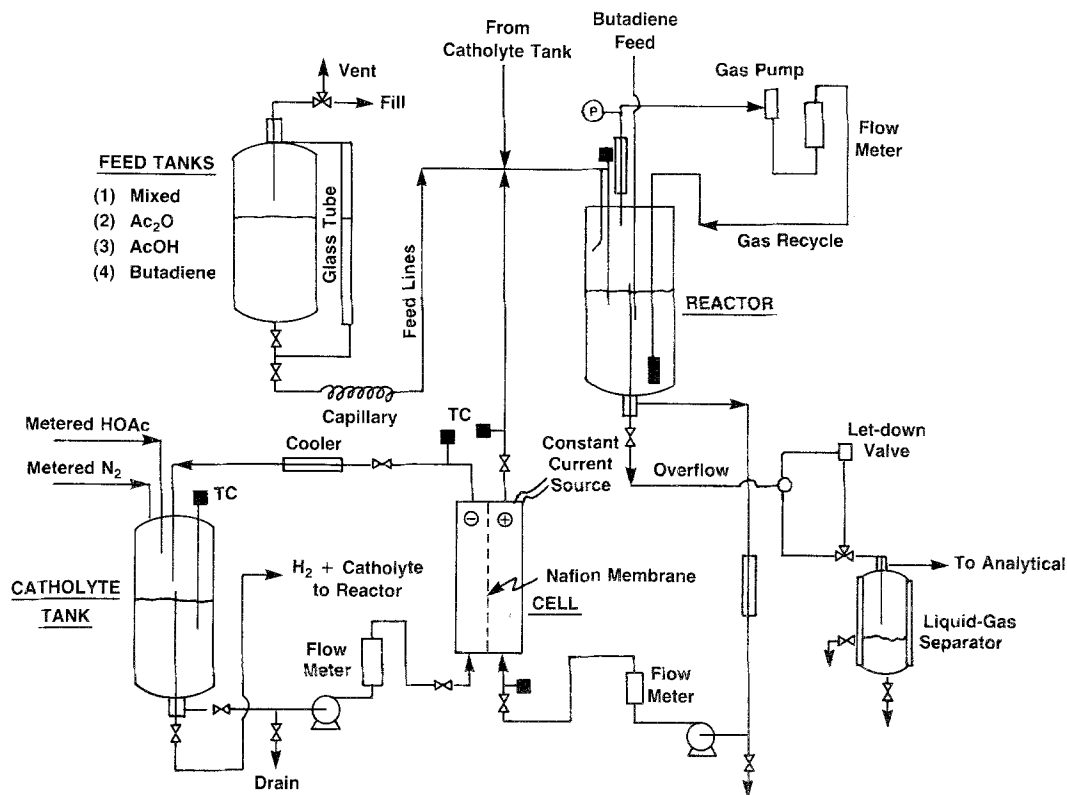 From
Catholyte Tank
Butadiene
Feed
Gas Pump
Flow
Meter
P
Vent
Fill
FEED TANKS
(1) Mixed
(2) Ac₂O
(3) AcOH
(4) Butadiene
Glass Tube
Feed Lines
Gas Recycle
REACTOR
Capillary
Metered HOAc
Metered N₂
Cooler
TC
TC
TC
Constant
Current
Source
Overflow
Let-down
Valve
− +
H₂ + Catholyte
to Reactor
Nafion Membrane
CELL
To Analytical
CATHOLYTE
TANK
Flow
Meter
Flow
Meter
Liquid-Gas
Separator
Drain